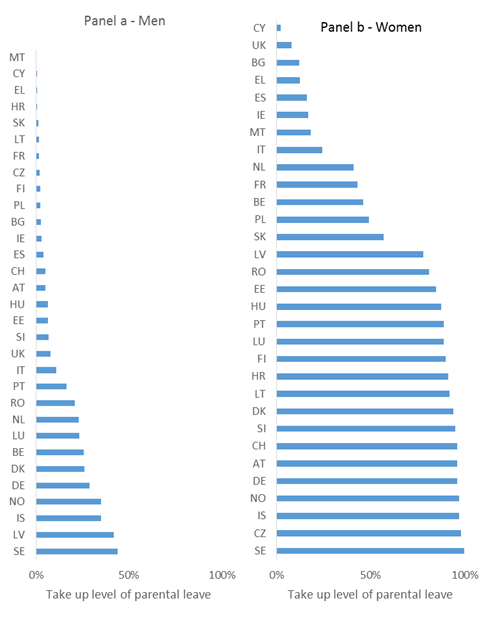 Panel a - Men
MT
CY
EL
HR
SK
LT
FR
CZ
FI
PL
BG
IE
ES
CH
AT
HU
EE
SI
UK
IT
PT
RO
NL
LU
BE
DK
DE
NO
IS
LV
SE
0% 50% 100%
Take up level of parental leave
Panel b - Women
CY
UK
BG
EL
ES
IE
MT
IT
NL
FR
BE
PL
SK
LV
RO
EE
HU
PT
LU
FI
HR
LT
DK
SI
CH
AT
DE
NO
IS
CZ
SE
0% 50% 100%
Take up level of parental leave